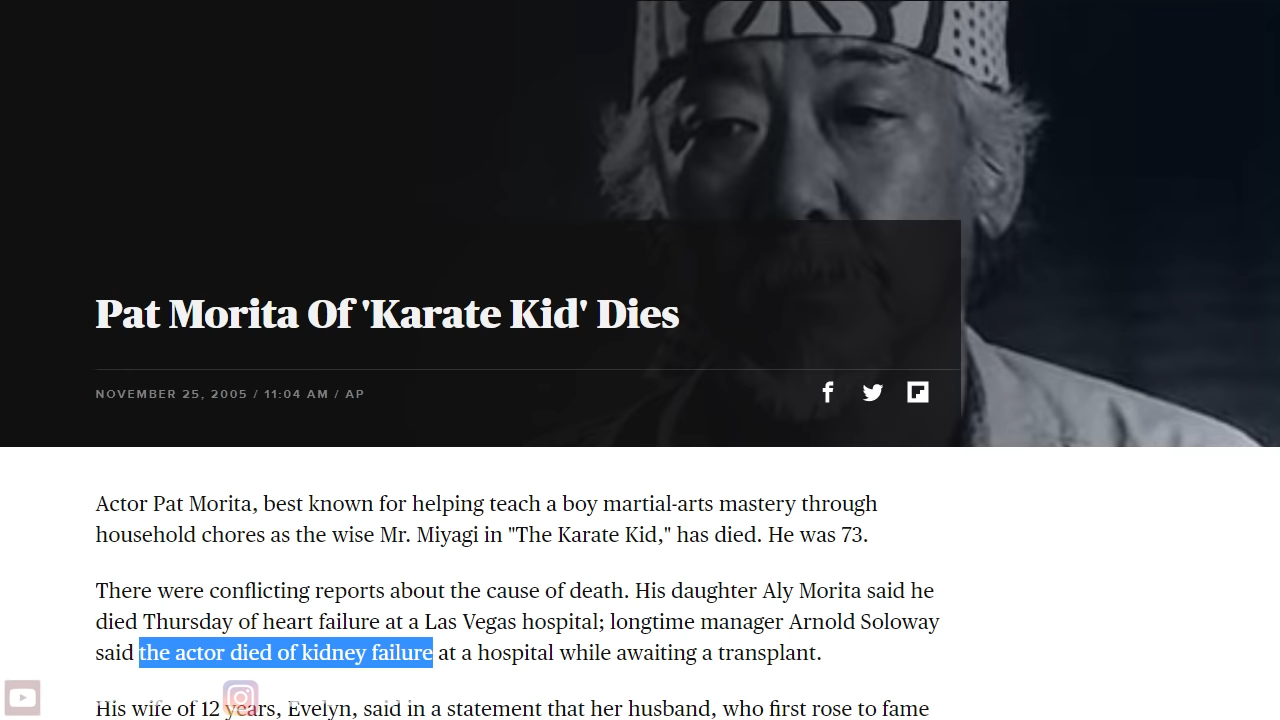 Pat Morita Of 'Karate Kid' Dies
NOVEMBER 25, 2005 / 11:04 AM / AP
Actor Pat Morita, best known for helping teach a boy martial-arts mastery through
household chores as the wise Mr. Miyagi in "The Karate Kid," has died. He was 73.
There were conflicting reports about the cause of death. His daughter Aly Morita said he
died Thursday of heart failure at a Las Vegas hospital; longtime manager Arnold Soloway
said the actor died of kidney failure at a hospital while awaiting a transplant.
His wife of 12 years, Evelyn, said in a statement that her husband, who first rose to fame